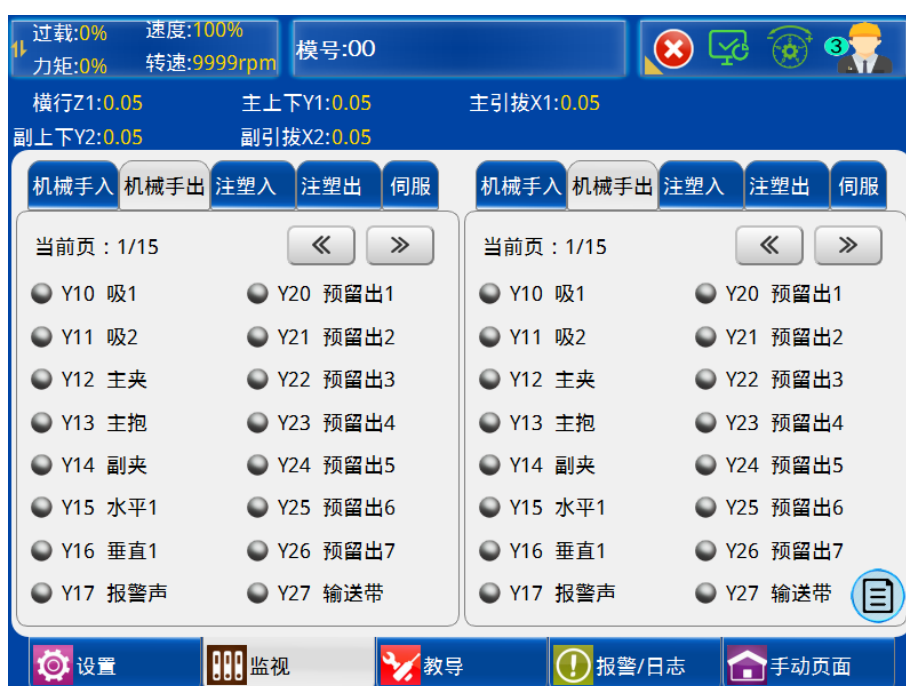 过载:0% 速度:100%
力矩:0% 转速:9999rpm
模号:00
3
横行Z1:0.05 主上下Y1:0.05 主引拔X1:0.05
副上下Y2:0.05 副引拔X2:0.05
机械手入 机械手出 注塑入 注塑出 伺服
当前页：1/15
Y10 吸1 Y20 预留出1
Y11 吸2 Y21 预留出2
Y12 主夹 Y22 预留出3
Y13 主抱 Y23 预留出4
Y14 副夹 Y24 预留出5
Y15 水平1 Y25 预留出6
Y16 垂直1 Y26 预留出7
Y17 报警声 Y27 输送带
机械手入 机械手出 注塑入 注塑出 伺服
当前页：1/15
Y10 吸1 Y20 预留出1
Y11 吸2 Y21 预留出2
Y12 主夹 Y22 预留出3
Y13 主抱 Y23 预留出4
Y14 副夹 Y24 预留出5
Y15 水平1 Y25 预留出6
Y16 垂直1 Y26 预留出7
Y17 报警声 Y27 输送带
设置 监视 教导 报警/日志 手动页面